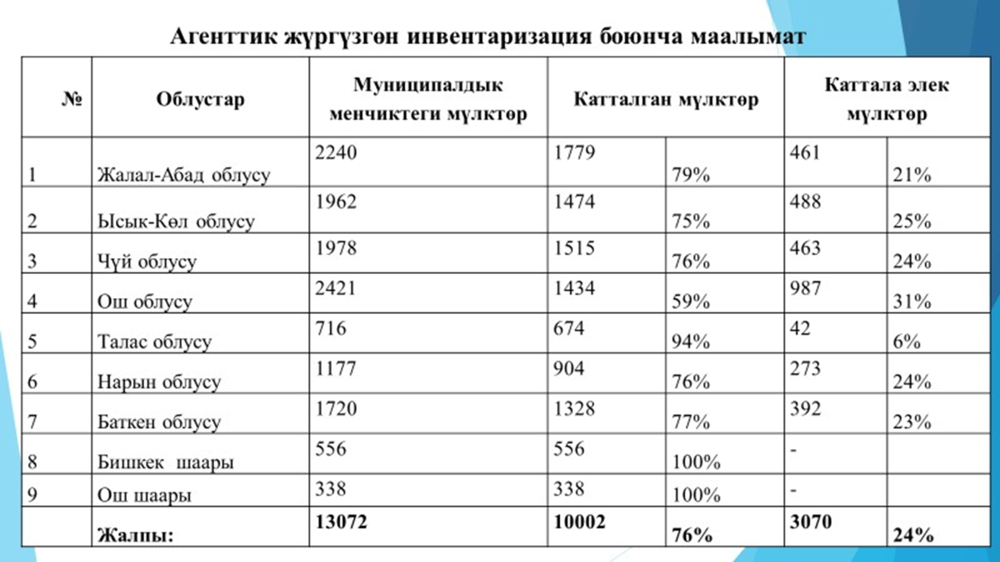 Агенттик жүргүзгөн инвентаризация боюнча маалымат
№ Облустар Муниципалдык менчиктеги мүлктөр Катталган мүлктөр Каттала элек мүлктөр
1 Жалал-Абад облусу 2240 1779 79% 461 21%
2 Ысык-Көл облусу 1962 1474 75% 488 25%
3 Чүй облусу 1978 1515 76% 463 24%
4 Ош облусу 2421 1434 59% 987 31%
5 Талас облусу 716 674 94% 42 6%
6 Нарын облусу 1177 904 76% 273 24%
7 Баткен облусу 1720 1328 77% 392 23%
8 Бишкек шаары 556 556 100% -
9 Ош шаары 338 338 100% -
Жалпы: 13072 10002 76% 3070 24%